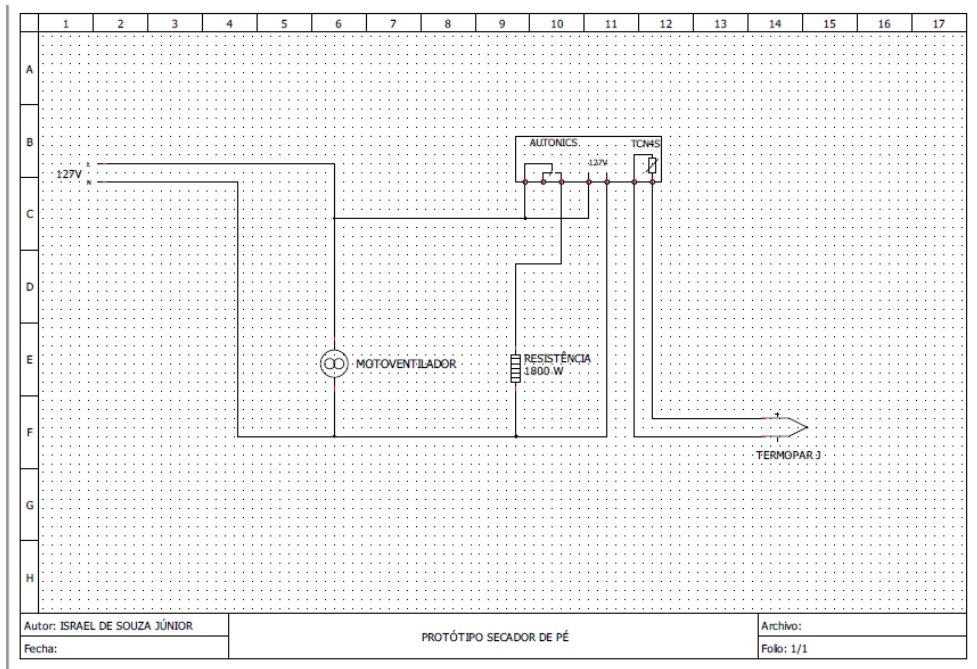 1 2 3 4 5 6 7 8 9 10 11 12 13 14 15 16 17
A
B
AUTONICS TCN4S
127V
L
127V
N
C
D
E
MOTOVENTILADOR
RESISTÊNCIA
1800 W
F
+
-
TERMOPAR J
G
H
Autor: ISRAEL DE SOUZA JÚNIOR
Fecha:
PROTÓTIPO SECADOR DE PÉ
Archivo:
Folio: 1/1